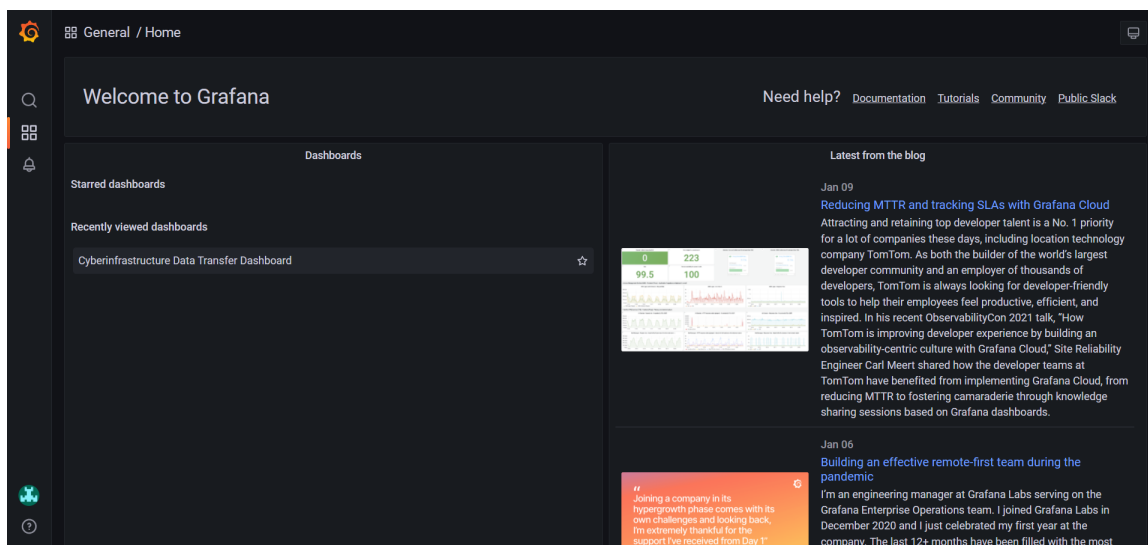 General / Home
Welcome to Grafana
Need help? Documentation Tutorials Community Public Slack
Dashboards
Starred dashboards
Recently viewed dashboards
Cyberinfrastructure Data Transfer Dashboard
Latest from the blog
Jan 09
Reducing MTTR and tracking SLAs with Grafana Cloud
Attracting and retaining top developer talent is a No. 1 priority
for a lot of companies these days, including location technology
company TomTom. As both the builder of the world's largest
developer community and an employer of thousands of
developers, TomTom is always looking for developer-friendly
tools to help their employees feel productive, efficient, and
inspired. In his recent ObservabilityCon 2021 talk, "How
TomTom is improving developer experience by building an
observability-centric culture with Grafana Cloud," Site Reliability
Engineer Carl Meert shared how the developer teams at
TomTom have benefited from implementing Grafana Cloud, from
reducing MTTR to fostering camaraderie through knowledge
sharing sessions based on Grafana dashboards.
0
223
99.5
100
Jan 06
Building an effective remote-first team during the
pandemic
I'm an engineering manager at Grafana Labs serving on the
Grafana Enterprise Operations team. I joined Grafana Labs in
December 2020 and I just celebrated my first year at the
company. The last 12+ months have been filled with the most
"
Joining a company in its
hypergrowth phase comes with its
own challenges and looking back,
I'm extremely thankful for the
support I've received from Day 1"